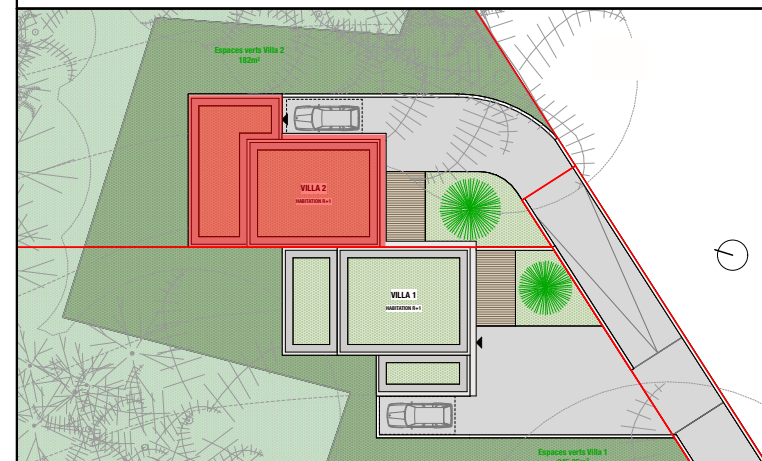 Espaces verts Villa 2
182m²
VILLA 2
HABITATION R+1
VILLA 1
HABITATION R+1
Espaces verts Villa 1